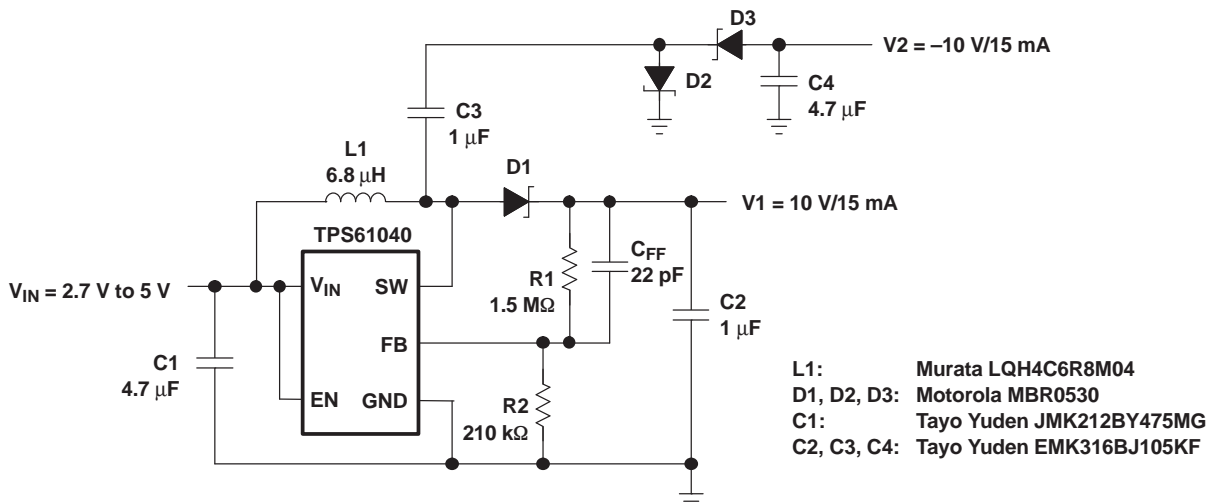 D3
V2 = –10 V/15 mA
D2
C4
4.7 μF
C3
1 μF
L1
6.8 μH
D1
V1 = 10 V/15 mA
TPS61040
VIN = 2.7 V to 5 V
VIN
SW
R1
1.5 MΩ
CFF
22 pF
C2
1 μF
FB
C1
4.7 μF
EN
GND
R2
210 kΩ
L1: Murata LQH4C6R8M04
D1, D2, D3: Motorola MBR0530
C1: Tayo Yuden JMK212BY475MG
C2, C3, C4: Tayo Yuden EMK316BJ105KF